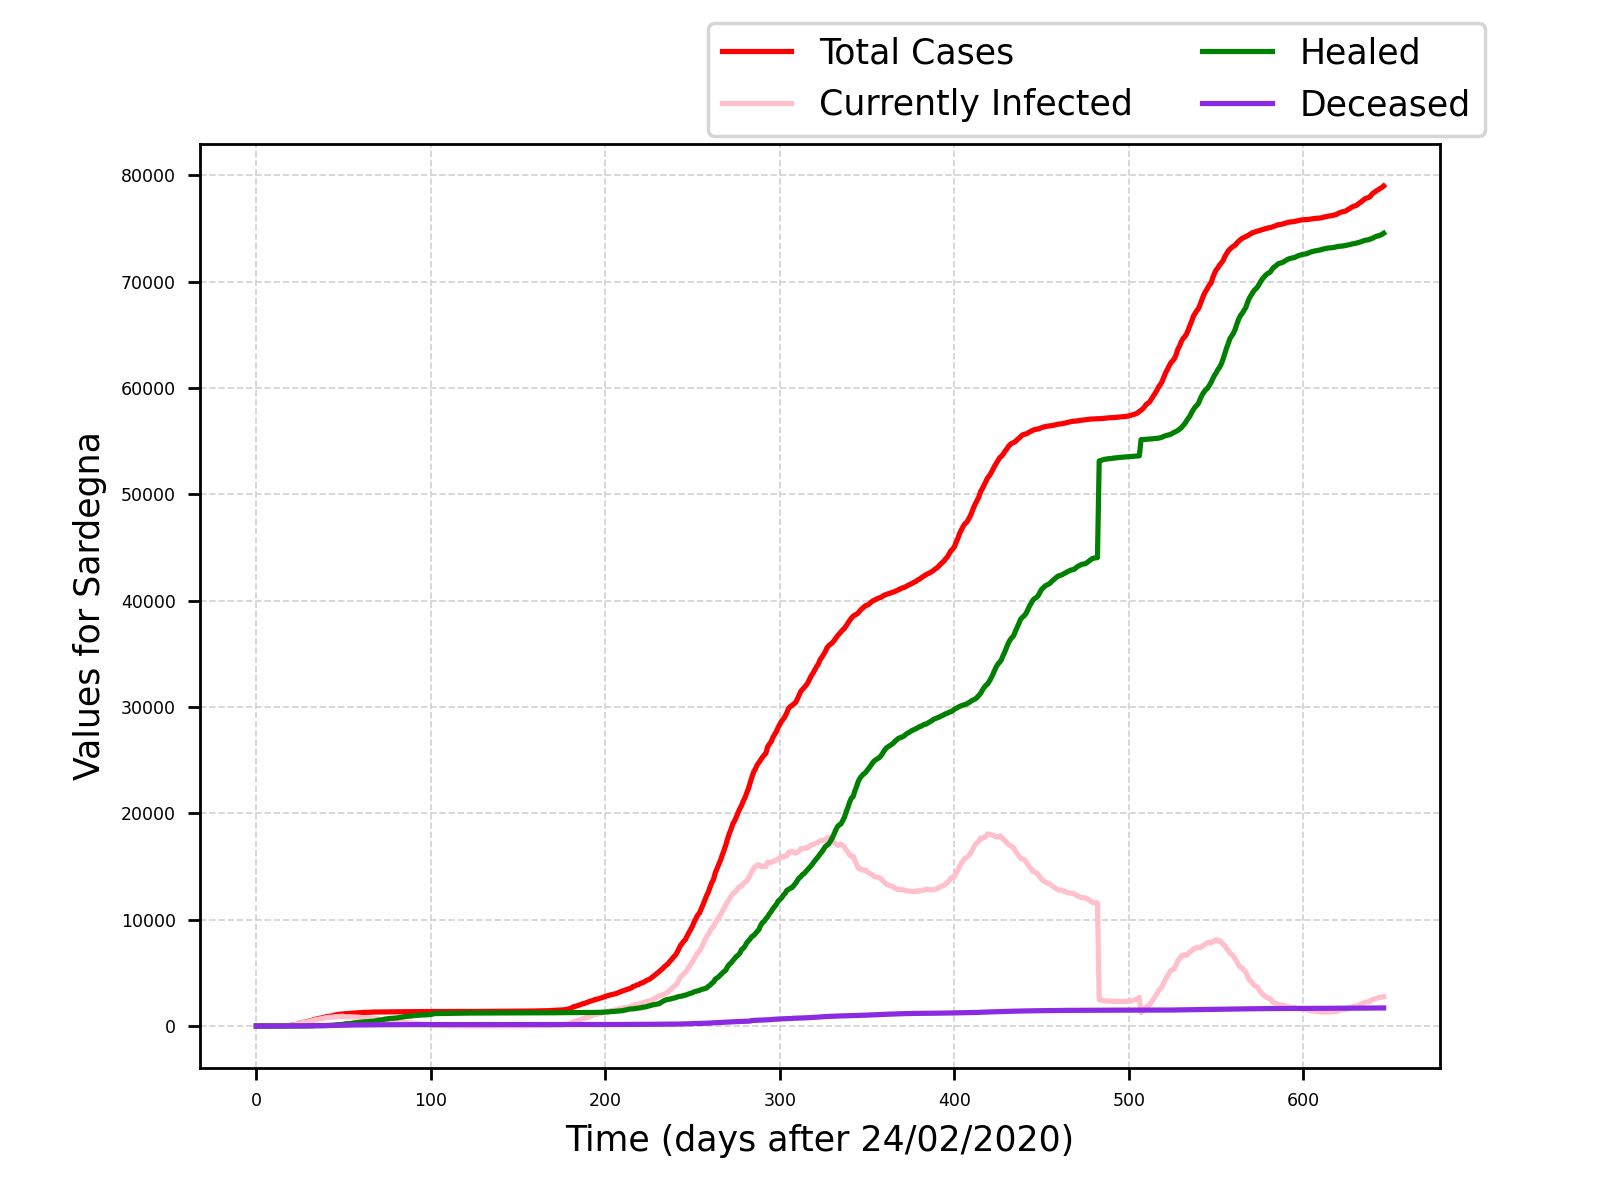 Total Cases
Currently Infected
Healed
Deceased
80000
70000
60000
50000
40000
30000
20000
10000
0
Values for Sardegna
0 100 200 300 400 500 600
Time (days after 24/02/2020)